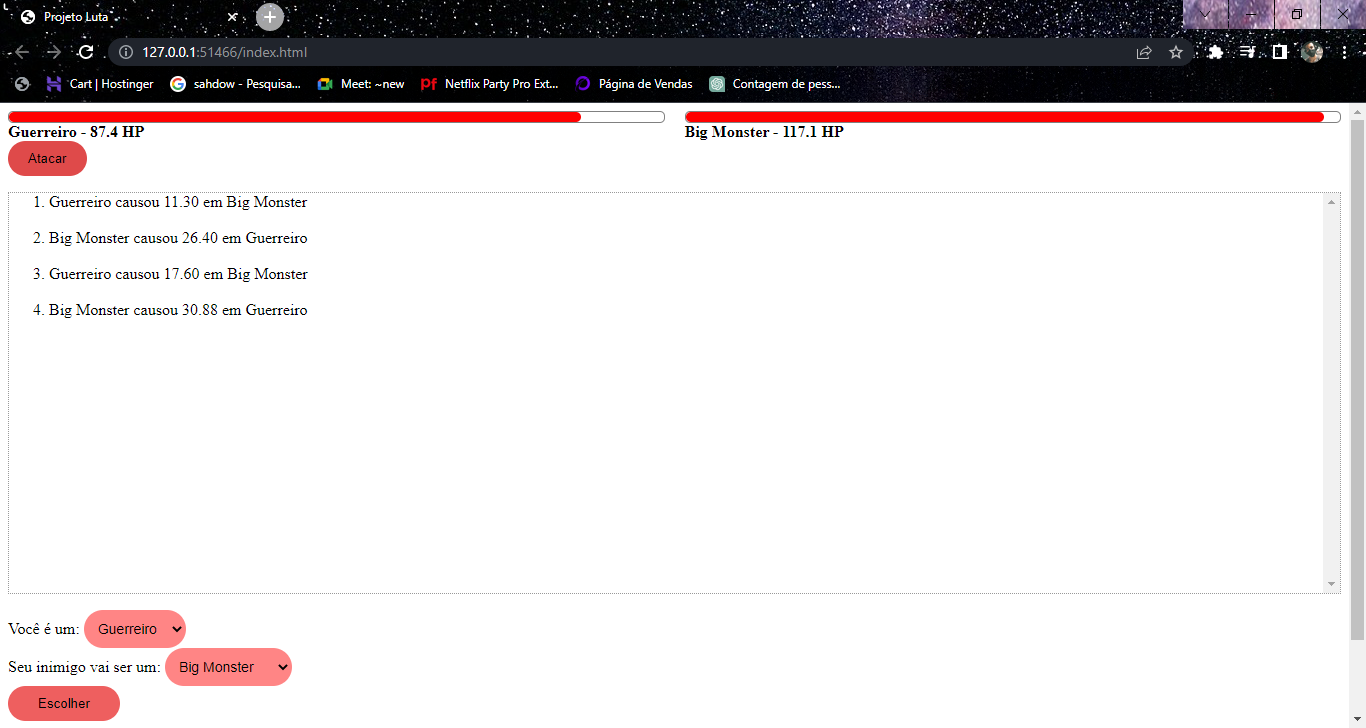 Projeto Luta
127.0.0.1:51466/index.html
Cart | Hostinger
sahdow - Pesquisa...
Meet: ~new
pf Netflix Party Pro Ext...
Página de Vendas
Contagem de pess...
Guerreiro - 87.4 HP
Big Monster - 117.1 HP
Atacar
1. Guerreiro causou 11.30 em Big Monster
2. Big Monster causou 26.40 em Guerreiro
3. Guerreiro causou 17.60 em Big Monster
4. Big Monster causou 30.88 em Guerreiro
Você é um: Guerreiro
Seu inimigo vai ser um: Big Monster
Escolher